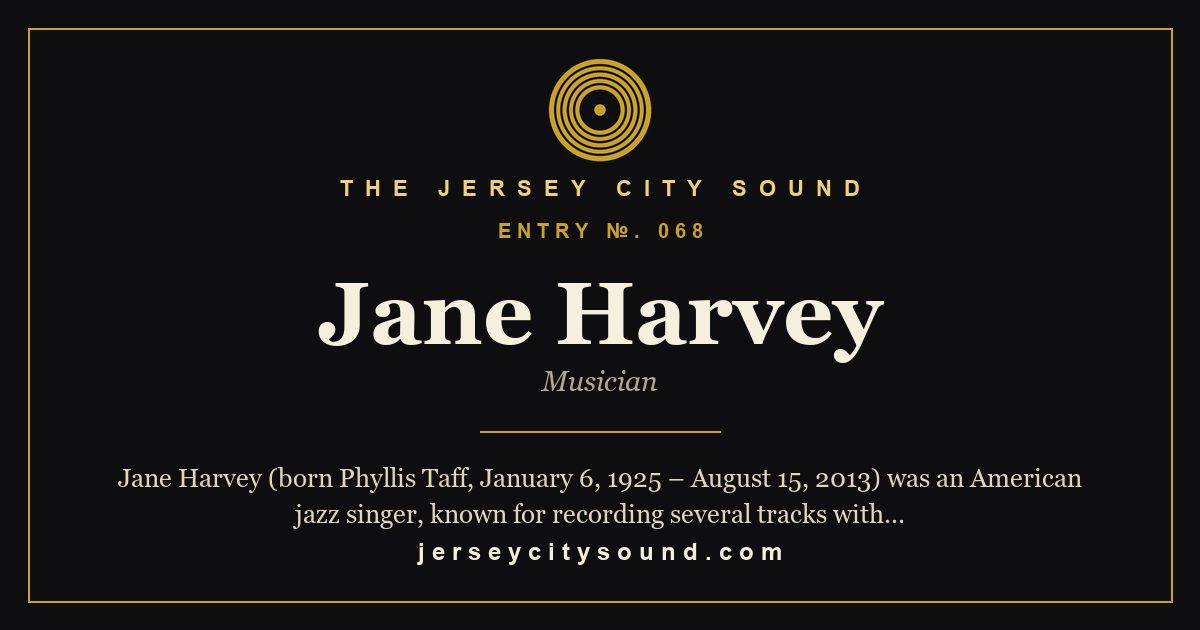 THE JERSEY CITY SOUND
ENTRY №. 068
Jane Harvey
Musician
Jane Harvey (born Phyllis Taff, January 6, 1925 – August 15, 2013) was an American
jazz singer, known for recording several tracks with...
jerseycitysound.com